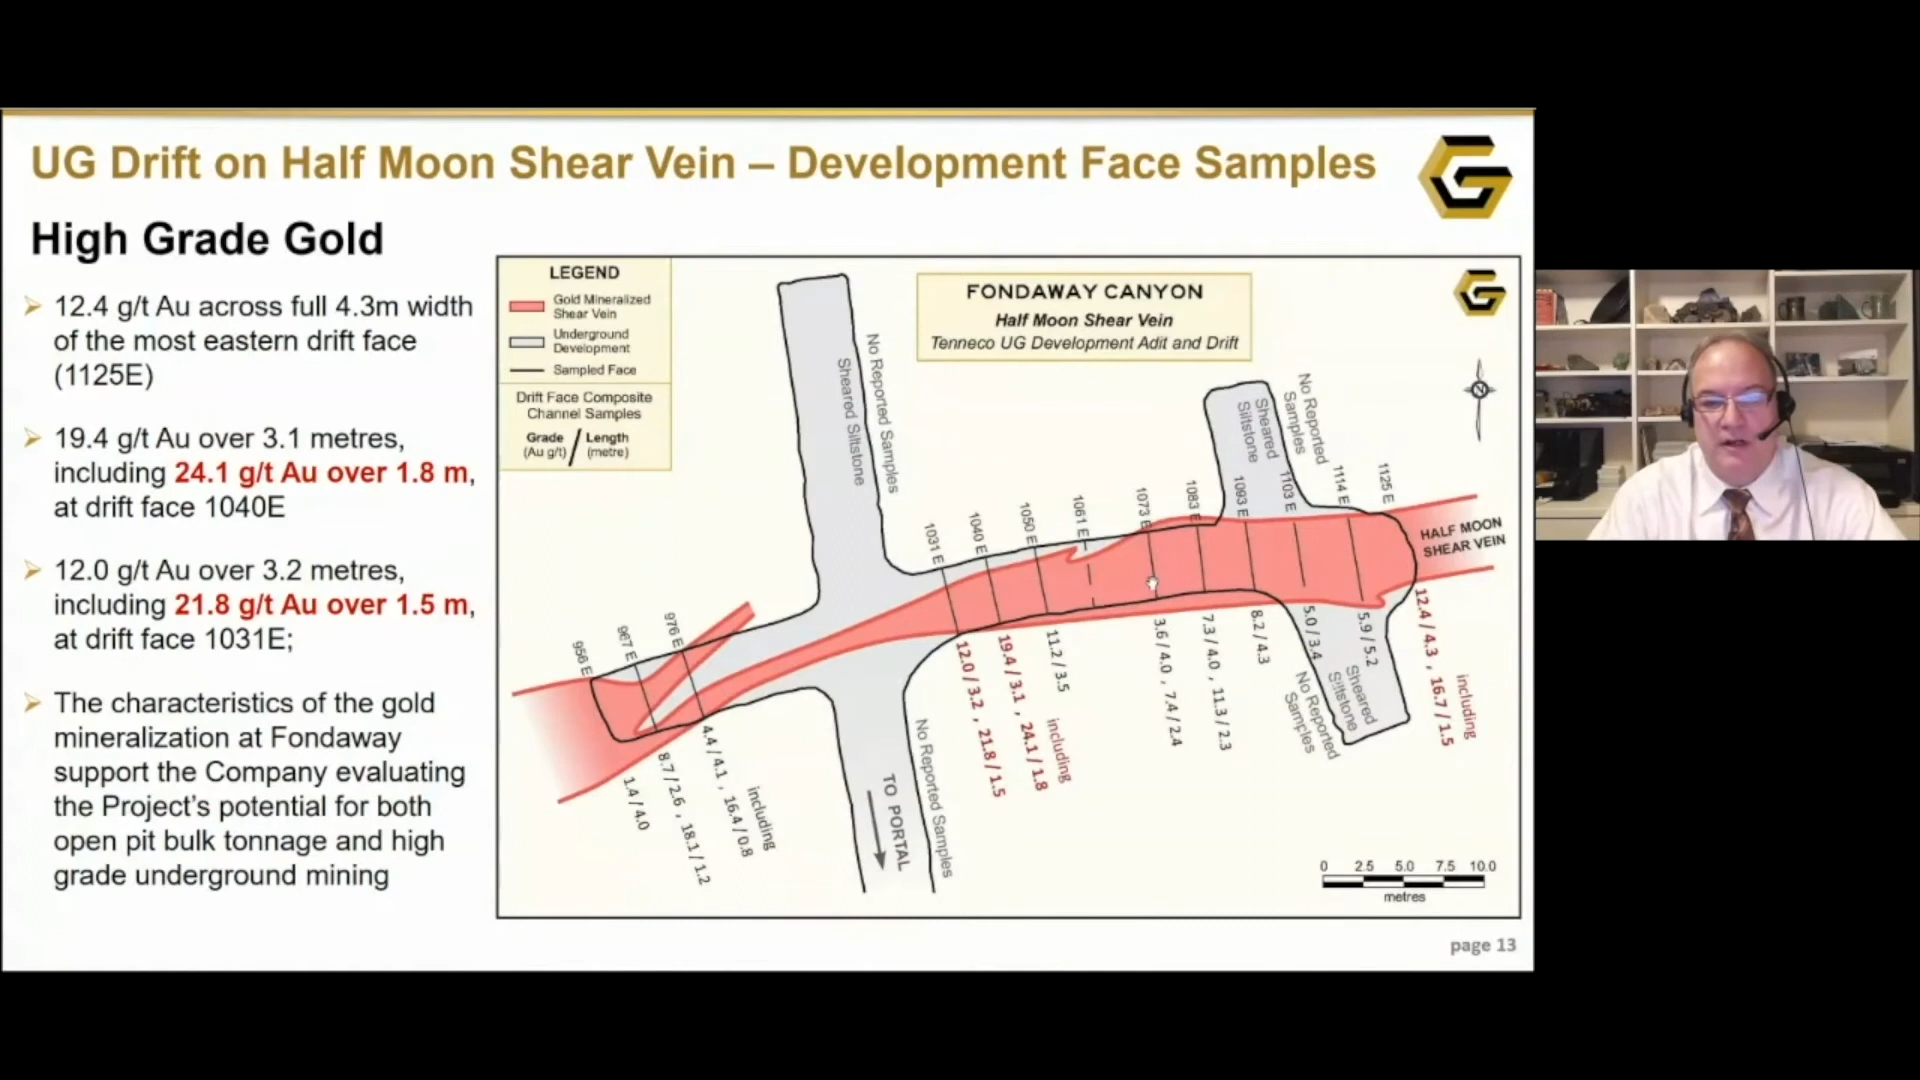 UG Drift on Half Moon Shear Vein – Development Face Samples
High Grade Gold
12.4 g/t Au across full 4.3m width
of the most eastern drift face
(1125E)
19.4 g/t Au over 3.1 metres,
including 24.1 g/t Au over 1.8 m,
at drift face 1040E
12.0 g/t Au over 3.2 metres,
including 21.8 g/t Au over 1.5 m,
at drift face 1031E;
The characteristics of the gold
mineralization at Fondaway
support the Company evaluating
the Project's potential for both
open pit bulk tonnage and high
grade underground mining
LEGEND
Gold Mineralized
Shear Vein
Underground
Development
Sampled Face
Drift Face Composite
Channel Samples
Grade / Length
(Au g/t) (metre)
FONDAWAY CANYON
Half Moon Shear Vein
Tenneco UG Development Adit and Drift
Sheared Siltstone
No Reported Samples
Sheared
Siltstone
No Reported
Samples
956 E
967 E
976 E
1031 E
1040 E
1050 E
1061 E
1073 E
1083 E
1093 E
1103 E
1114 E
1125 E
HALF MOON
SHEAR VEIN
1.4 / 4.0
8.7 / 2.6 , 18.1 / 1.2
4.4 / 4.1 , 16.4 / 0.8
including
12.0 / 3.2 , 21.8 / 1.5
19.4 / 3.1 , 24.1 / 1.8
including
11.2 / 3.5
3.6 / 4.0 , 7.4 / 2.4
7.3 / 4.0 , 11.3 / 2.3
8.2 / 4.3
5.0 / 3.4
5.9 / 5.2
12.4 / 4.3 , 16.7 / 1.5
including
No Reported
Samples
Sheared
Siltstone
TO PORTAL
No Reported Samples
0 2.5 5.0 7.5 10.0
metres
page 13